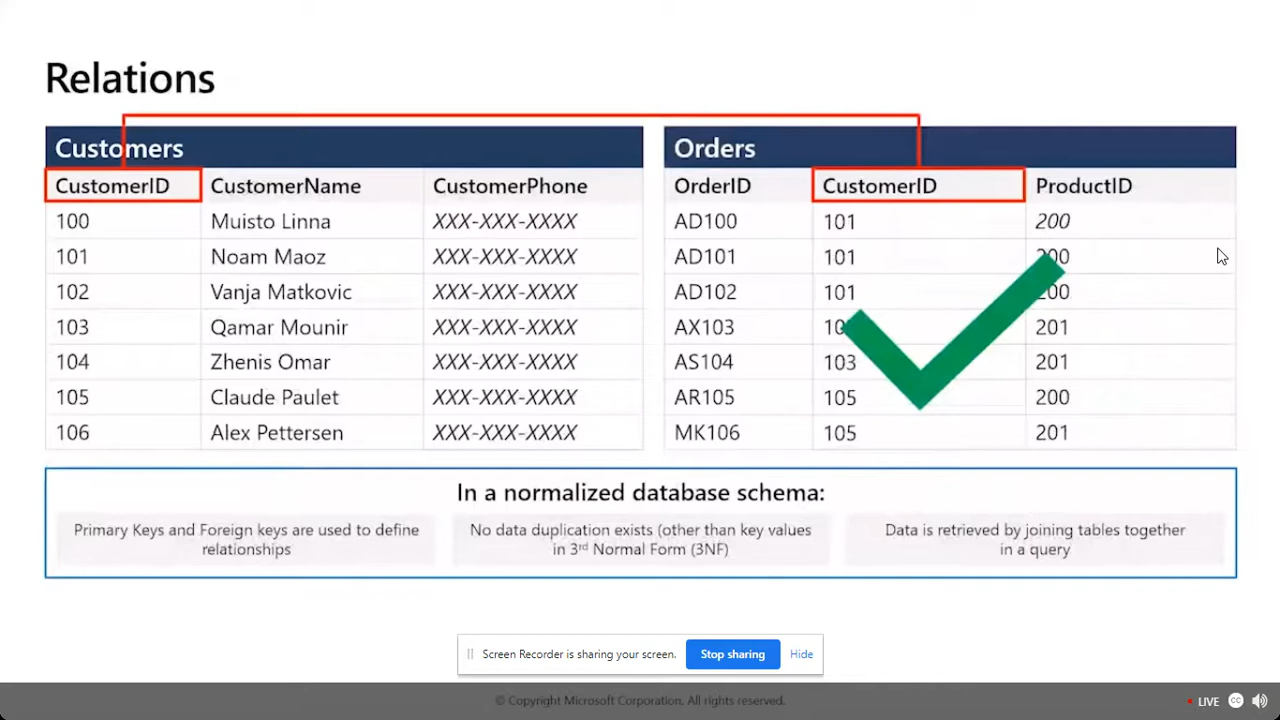 Relations
Customers
CustomerID CustomerName CustomerPhone
100 Muisto Linna XXX-XXX-XXXX
101 Noam Maoz XXX-XXX-XXXX
102 Vanja Matkovic XXX-XXX-XXXX
103 Qamar Mounir XXX-XXX-XXXX
104 Zhenis Omar XXX-XXX-XXXX
105 Claude Paulet XXX-XXX-XXXX
106 Alex Pettersen XXX-XXX-XXXX
Orders
OrderID CustomerID ProductID
AD100 101 200
AD101 101
AD102 101
AX103 201
AS104 103 201
AR105 105 200
MK106 105 201
In a normalized database schema:
Primary Keys and Foreign keys are used to define
relationships
No data duplication exists (other than key values
in 3rd Normal Form (3NF)
Data is retrieved by joining tables together
in a query
Screen Recorder is sharing your screen. Stop sharing Hide
© Copyright Microsoft Corporation. All rights reserved.
LIVE CC